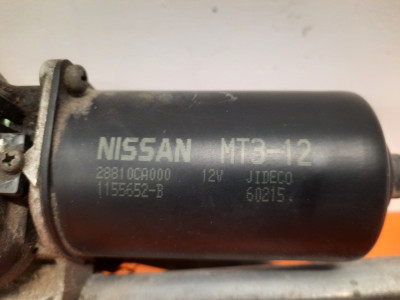 NISSAN MT3-12
28810CA000 12V JIDECO
1155652-B 60215